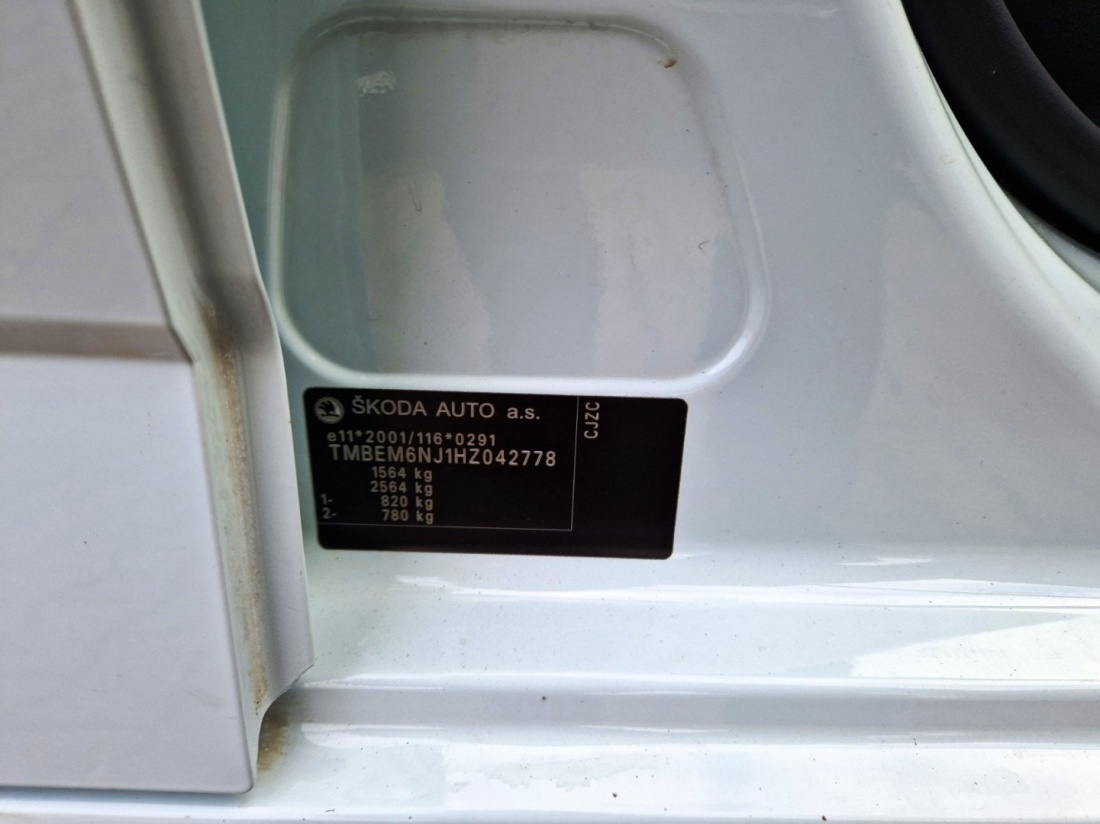 ŠKODA AUTO a.s.
e11*2001/116*0291
TMBEM6NJ1HZ042778
1564 kg
2564 kg
1- 820 kg
2- 780 kg
CJZC